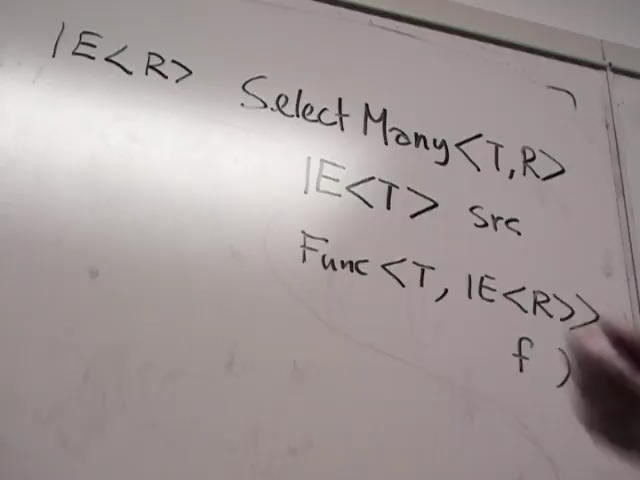 IE<R> SelectMany<T,R>
IE<T> src
Func<T, IE<R>>
f )